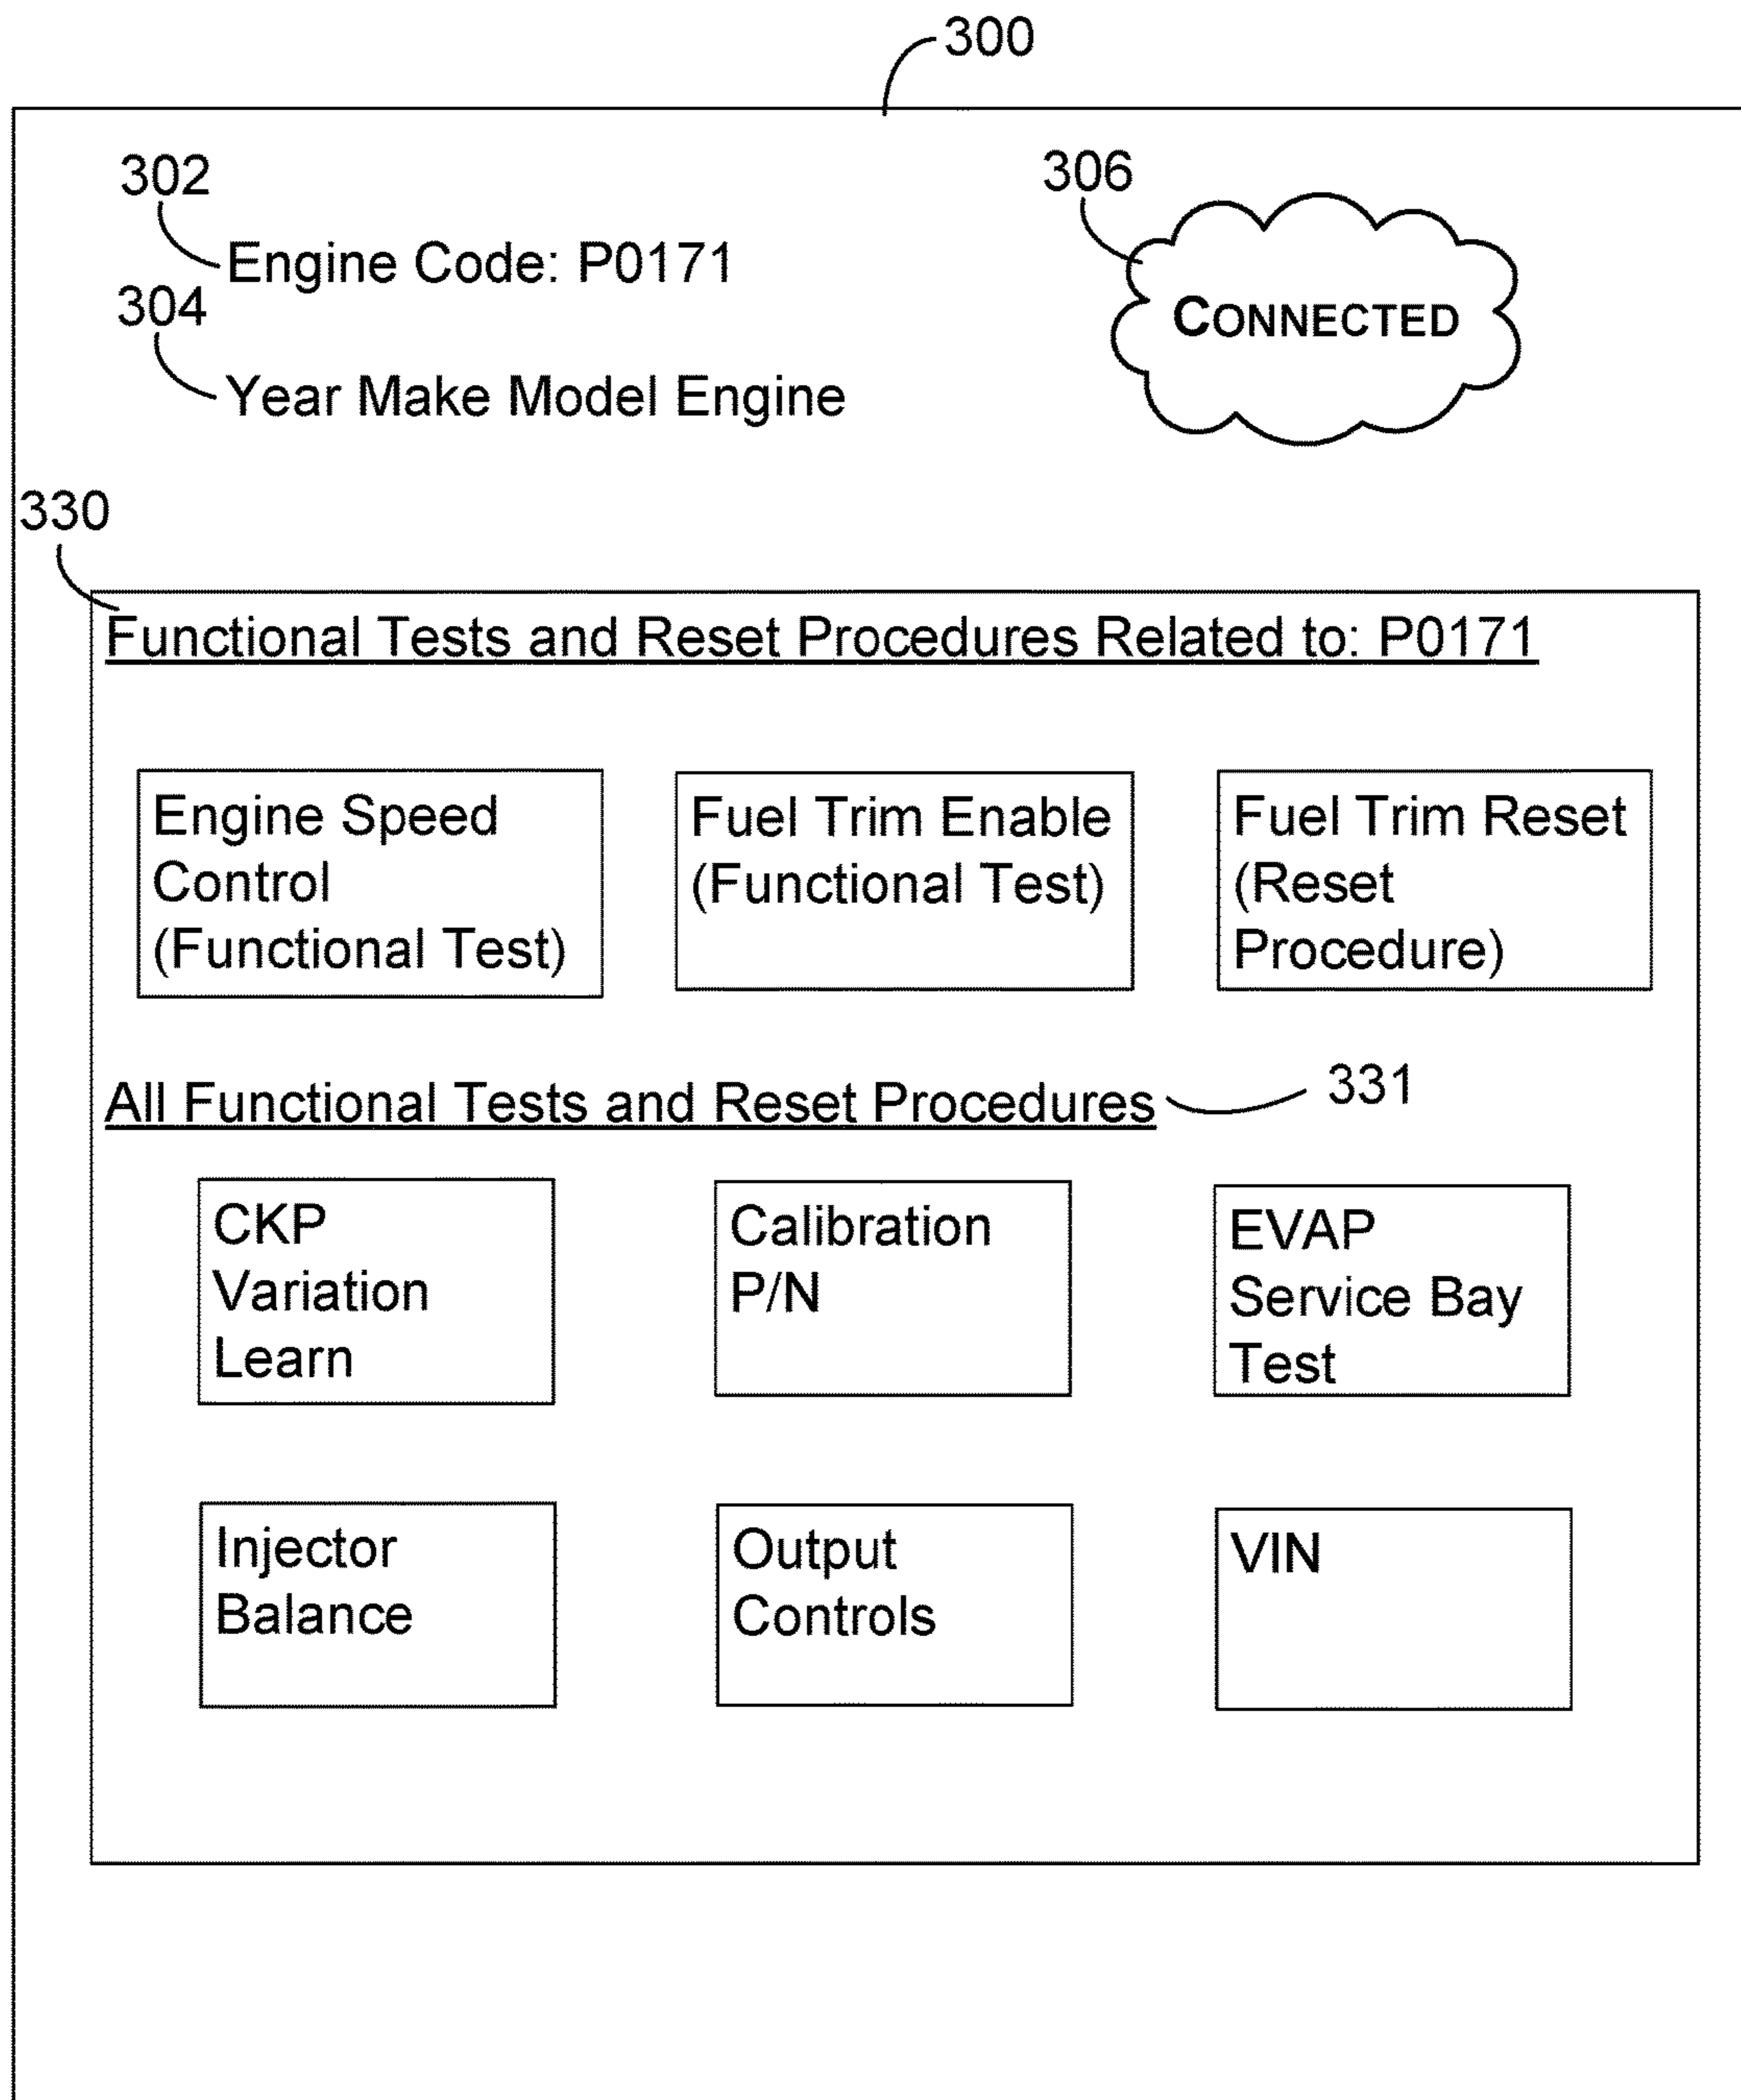 300
302
306
Engine Code: P0171
304
CONNECTED
Year Make Model Engine
330
Functional Tests and Reset Procedures Related to: P0171
Engine Speed
Control
(Functional Test)
Fuel Trim Enable
(Functional Test)
Fuel Trim Reset
(Reset
Procedure)
All Functional Tests and Reset Procedures
331
CKP
Variation
Learn
Calibration
P/N
EVAP
Service Bay
Test
Injector
Balance
Output
Controls
VIN